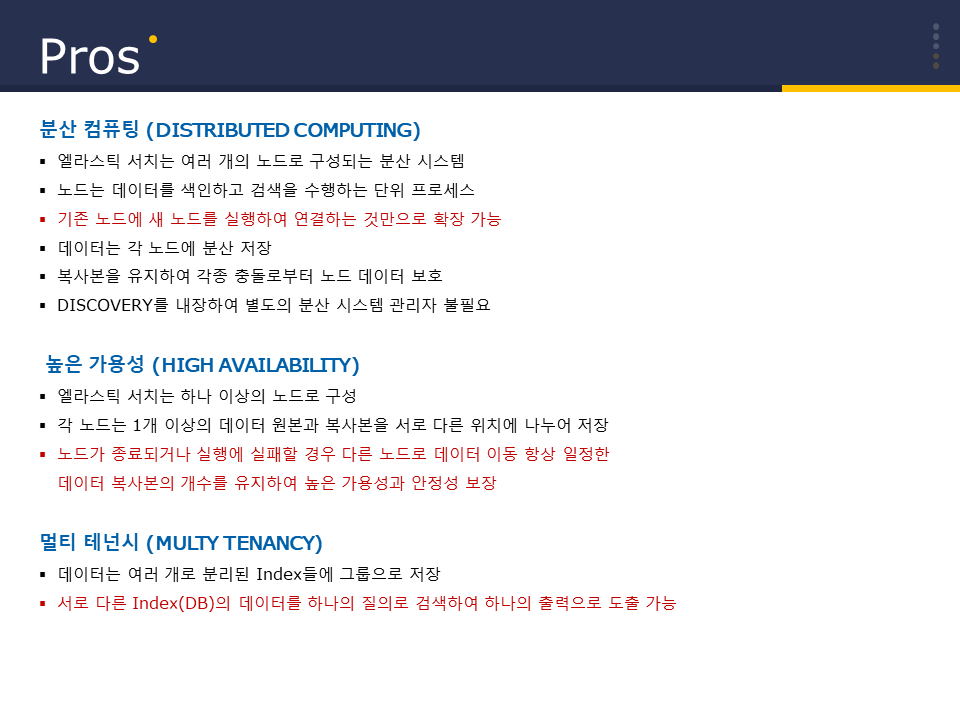 Pros
분산 컴퓨팅 (DISTRIBUTED COMPUTING)
▪ 엘라스틱 서치는 여러 개의 노드로 구성되는 분산 시스템
▪ 노드는 데이터를 색인하고 검색을 수행하는 단위 프로세스
▪ 기존 노드에 새 노드를 실행하여 연결하는 것만으로 확장 가능
▪ 데이터는 각 노드에 분산 저장
▪ 복사본을 유지하여 각종 충돌로부터 노드 데이터 보호
▪ DISCOVERY를 내장하여 별도의 분산 시스템 관리자 불필요
높은 가용성 (HIGH AVAILABILITY)
▪ 엘라스틱 서치는 하나 이상의 노드로 구성
▪ 각 노드는 1개 이상의 데이터 원본과 복사본을 서로 다른 위치에 나누어 저장
▪ 노드가 종료되거나 실행에 실패할 경우 다른 노드로 데이터 이동 항상 일정한
데이터 복사본의 개수를 유지하여 높은 가용성과 안정성 보장
멀티 테넌시 (MULTY TENANCY)
▪ 데이터는 여러 개로 분리된 Index들에 그룹으로 저장
▪ 서로 다른 Index(DB)의 데이터를 하나의 질의로 검색하여 하나의 출력으로 도출 가능